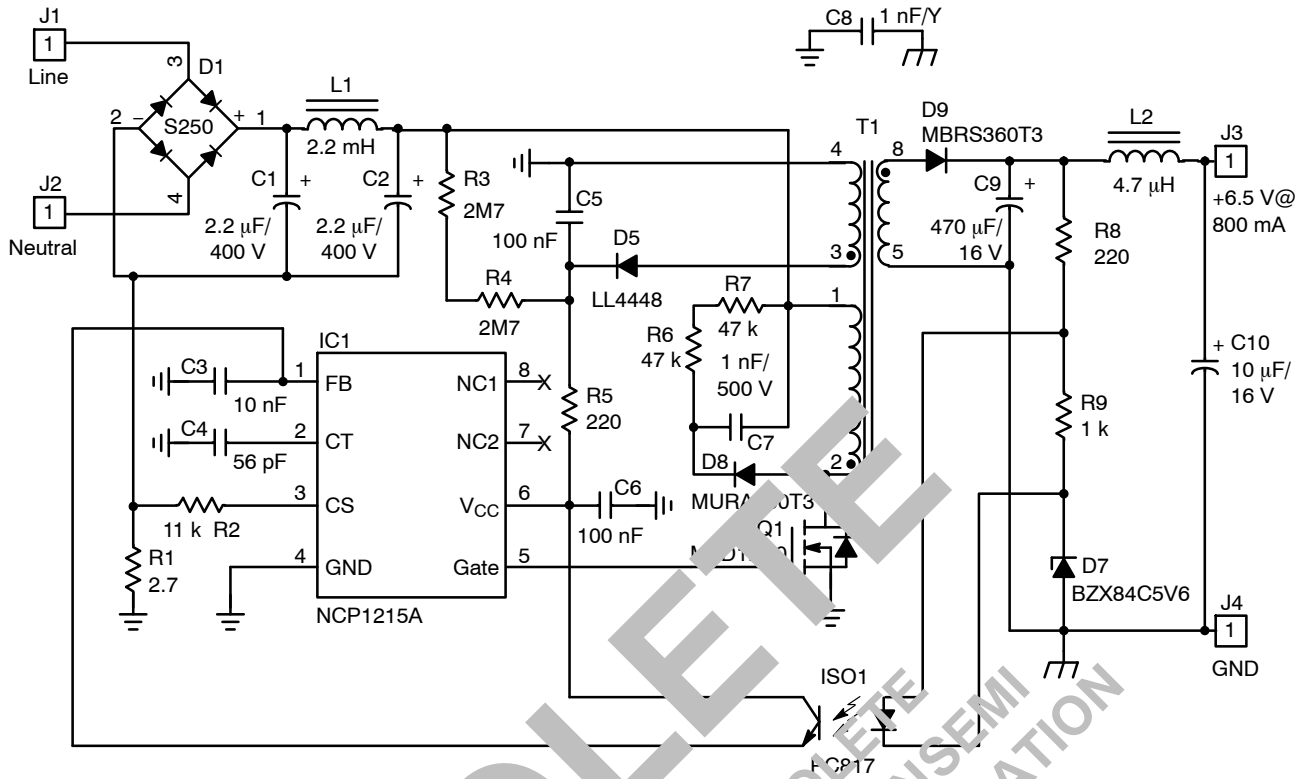 J1
1
Line
3
D1
2
−
S250
+
1
4
J2
1
Neutral
L1
2.2 mH
C1
+
2.2 μF/
400 V
C2
+
2.2 μF/
400 V
R3
2M7
R4
2M7
C5
100 nF
D5
LL4448
C8
1 nF/Y
T1
4
3
8
5
1
2
D9
MBRS360T3
C9
+
470 μF/
16 V
L2
4.7 μH
J3
1
+6.5 V@
800 mA
R8
220
R7
47 k
R6
47 k
1 nF/
500 V
C7
D8
Q1
R5
220
C6
100 nF
IC1
1
FB
2
CT
3
CS
4
GND
NC1
8
X
NC2
7
X
VCC
6
Gate
5
NCP1215A
C3
10 nF
C4
56 pF
11 k
R2
R1
2.7
R9
1 k
+
C10
10 μF/
16 V
D7
BZX84C5V6
J4
1
GND
ISO1